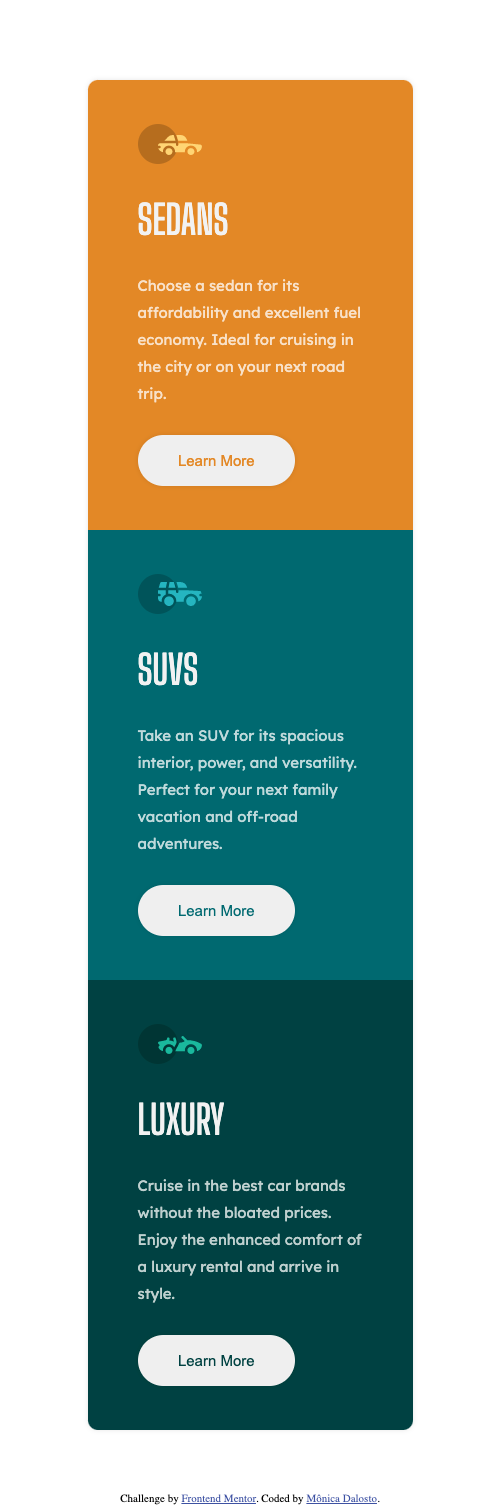 SEDANS
Choose a sedan for its
affordability and excellent fuel
economy. Ideal for cruising in
the city or on your next road
trip.
Learn More
SUVS
Take an SUV for its spacious
interior, power, and versatility.
Perfect for your next family
vacation and off-road
adventures.
Learn More
LUXURY
Cruise in the best car brands
without the bloated prices.
Enjoy the enhanced comfort of
a luxury rental and arrive in
style.
Learn More
Challenge by Frontend Mentor. Coded by Mônica Dalosto.